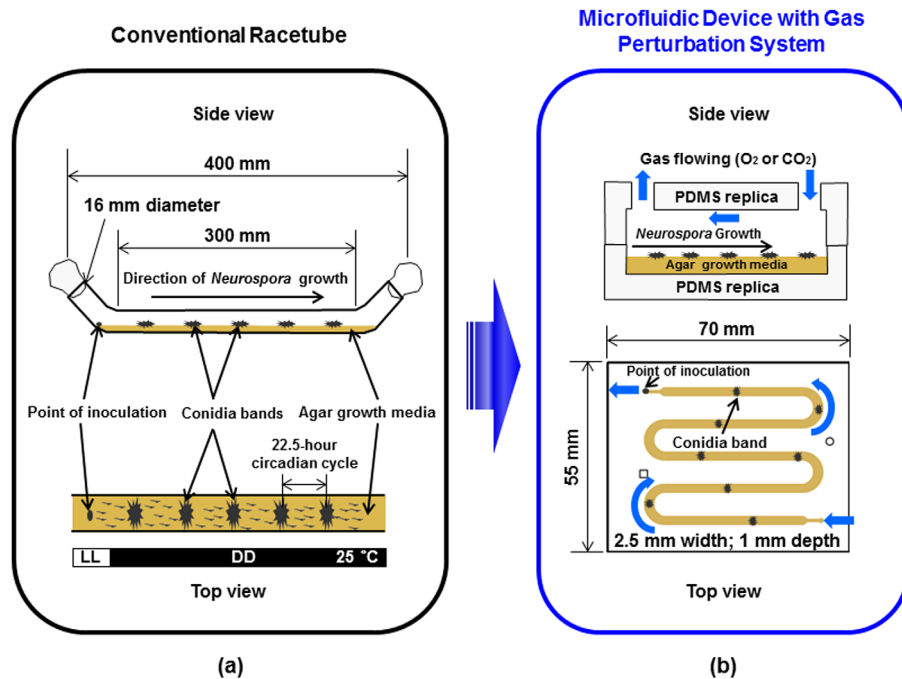 Conventional Racetube
Side view
400 mm
16 mm diameter
300 mm
Direction of Neurospora growth
Point of inoculation
Conidia bands
Agar growth media
22.5-hour
circadian cycle
LL
DD
25 °C
Top view
(a)
Microfluidic Device with Gas
Perturbation System
Side view
Gas flowing (O₂ or CO₂)
PDMS replica
Neurospora Growth
Agar growth media
PDMS replica
70 mm
Point of inoculation
Conidia band
55 mm
2.5 mm width; 1 mm depth
Top view
(b)